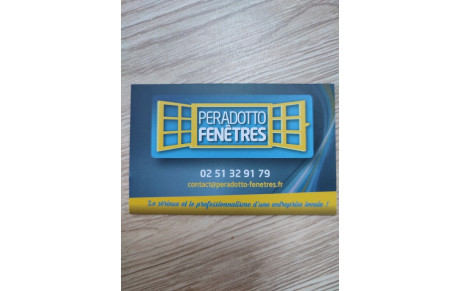 PERADOTTO
FENÊTRES
02 51 32 91 79
contact@peradotto-fenetres.fr
Le sérieux et le professionnalisme d'une entreprise locale !